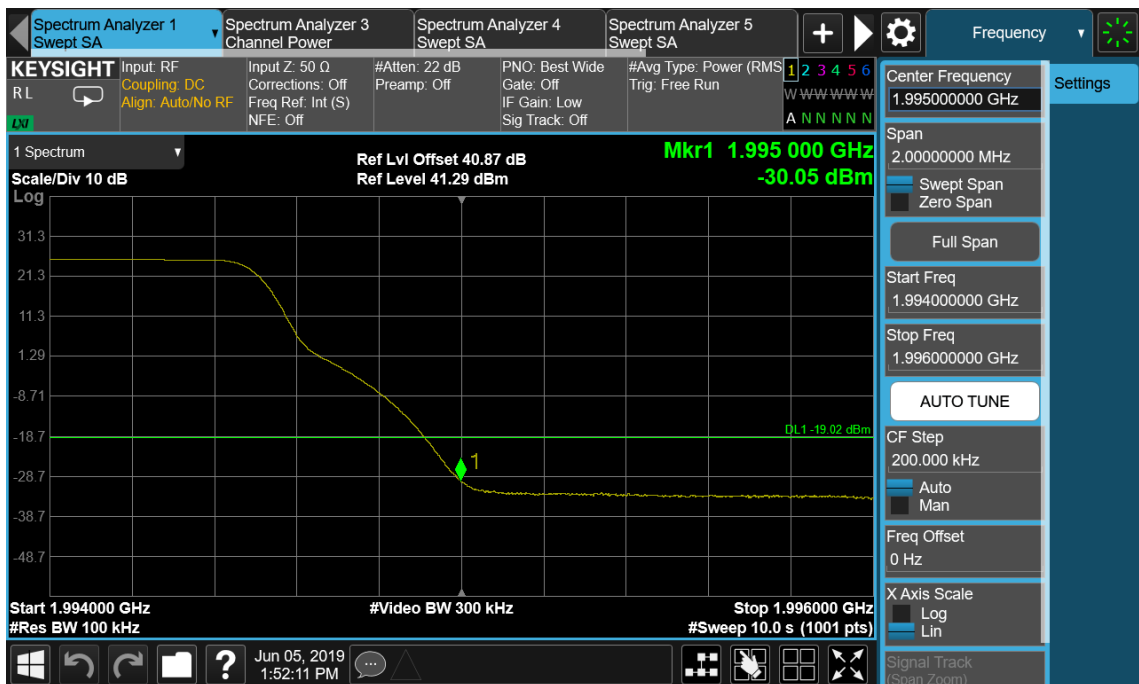 Spectrum Analyzer 1
Swept SA
Spectrum Analyzer 3
Channel Power
Spectrum Analyzer 4
Swept SA
Spectrum Analyzer 5
Swept SA
+
Frequency
KEYSIGHT
R L
LXI
Input: RF
Coupling: DC
Align: Auto/No RF
Input Z: 50 Ω
Corrections: Off
Freq Ref: Int (S)
NFE: Off
#Atten: 22 dB
Preamp: Off
PNO: Best Wide
Gate: Off
IF Gain: Low
Sig Track: Off
#Avg Type: Power (RMS
Trig: Free Run
1 2 3 4 5 6
W W W W W W
A N N N N N
1 Spectrum
Scale/Div 10 dB
Ref Lvl Offset 40.87 dB
Ref Level 41.29 dBm
Mkr1 1.995 000 GHz
-30.05 dBm
Log
31.3
21.3
11.3
1.29
-8.71
-18.7
-28.7
-38.7
-48.7
DL1 -19.02 dBm
1
Start 1.994000 GHz
#Res BW 100 kHz
#Video BW 300 kHz
Stop 1.996000 GHz
#Sweep 10.0 s (1001 pts)
Center Frequency
1.995000000 GHz
Settings
Span
2.00000000 MHz
Swept Span
Zero Span
Full Span
Start Freq
1.994000000 GHz
Stop Freq
1.996000000 GHz
AUTO TUNE
CF Step
200.000 kHz
Auto
Man
Freq Offset
0 Hz
X Axis Scale
Log
Lin
Signal Track
(Span Zoom)
?
Jun 05, 2019
1:52:11 PM